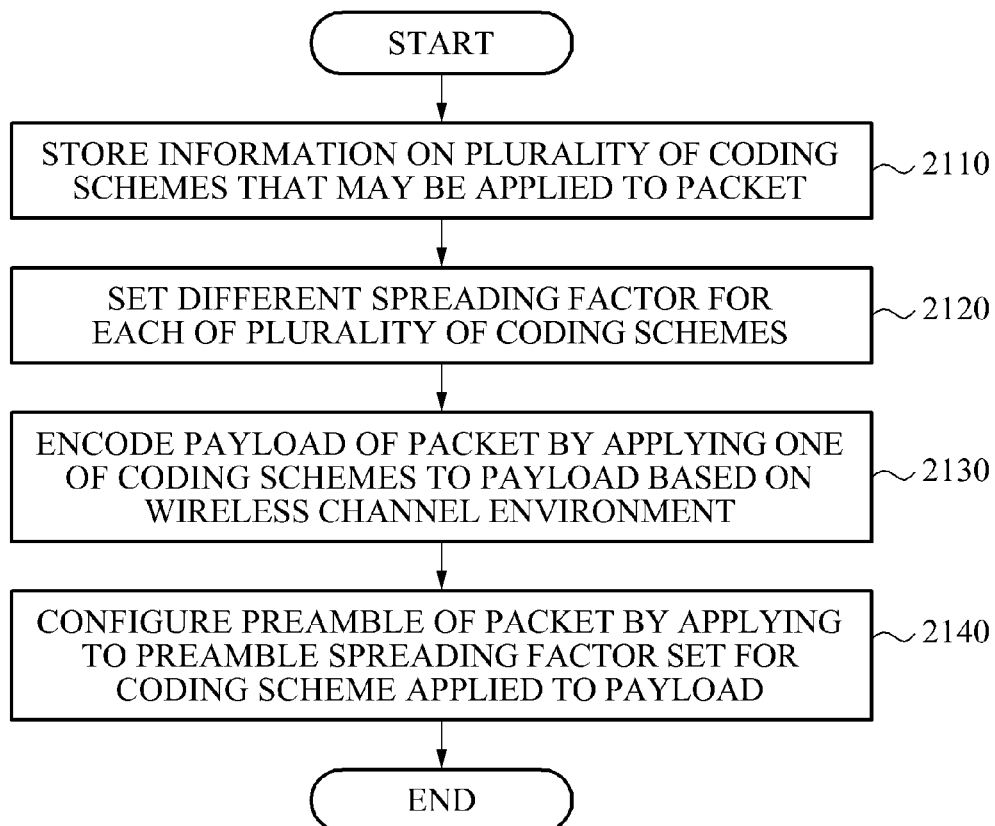 START
STORE INFORMATION ON PLURALITY OF CODING
SCHEMES THAT MAY BE APPLIED TO PACKET
2110
SET DIFFERENT SPREADING FACTOR FOR
EACH OF PLURALITY OF CODING SCHEMES
2120
ENCODE PAYLOAD OF PACKET BY APPLYING ONE
OF CODING SCHEMES TO PAYLOAD BASED ON
WIRELESS CHANNEL ENVIRONMENT
2130
CONFIGURE PREAMBLE OF PACKET BY APPLYING
TO PREAMBLE SPREADING FACTOR SET FOR
CODING SCHEME APPLIED TO PAYLOAD
2140
END